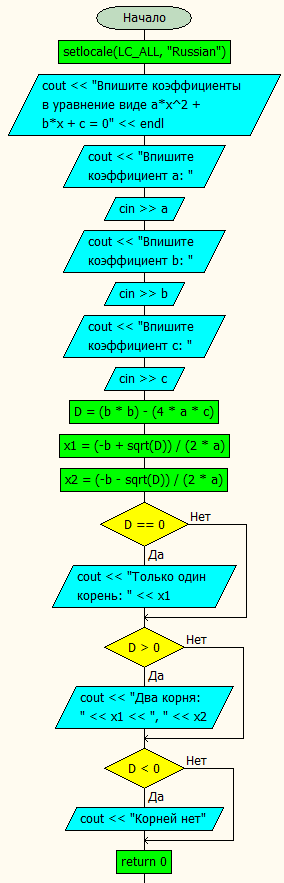 Начало
setlocale(LC_ALL, "Russian")
cout << "Впишите коэффициенты
в уравнение виде a*x^2 +
b*x + c = 0" << endl
cout << "Впишите
коэффициент a: "
cin >> a
cout << "Впишите
коэффициент b: "
cin >> b
cout << "Впишите
коэффициент c: "
cin >> c
D = (b * b) - (4 * a * c)
x1 = (-b + sqrt(D)) / (2 * a)
x2 = (-b - sqrt(D)) / (2 * a)
D == 0
Нет
Да
cout << "Только один
корень: " << x1
D > 0
Нет
Да
cout << "Два корня:
" << x1 << ", " << x2
D < 0
Нет
Да
cout << "Корней нет"
return 0